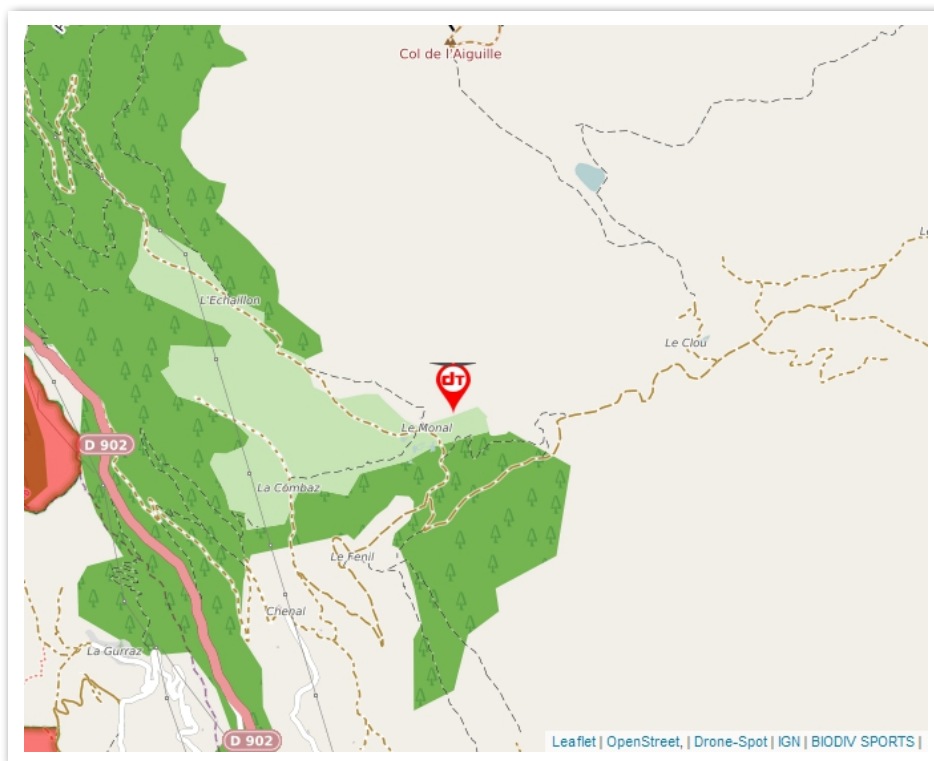 Col de l'Aiguille
L'Echaillon
Le Clou
dT
Le Monal
D 902
La Combaz
Le Fenil
Chenal
La Gurraz
D 902
Leaflet | OpenStreet, | Drone-Spot | IGN | BIODIV SPORTS |